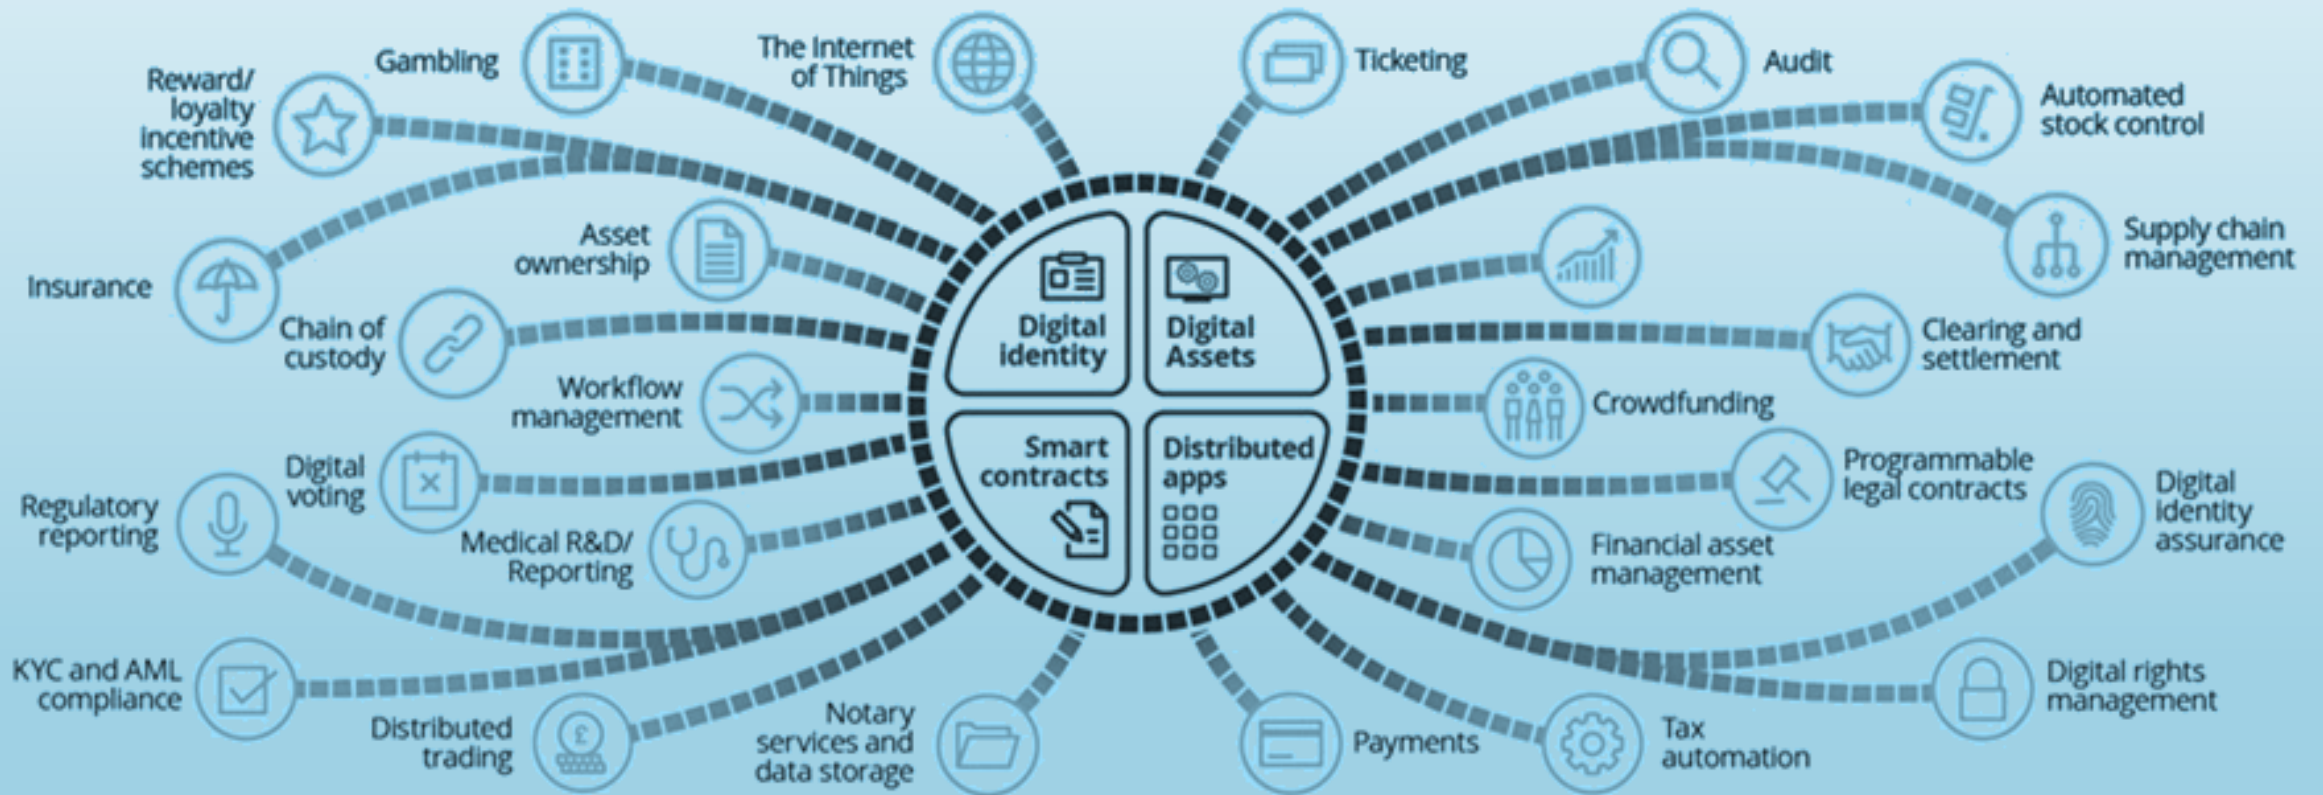 Gambling
The Internet
of Things
Ticketing
Audit
Reward/
loyalty
incentive
schemes
Automated
stock control
Asset
ownership
Supply chain
management
Insurance
Chain of
custody
Digital
identity
Digital
Assets
Clearing and
settlement
Workflow
management
Crowdfunding
Smart
contracts
Distributed
apps
Digital
voting
Programmable
legal contracts
Regulatory
reporting
Digital
identity
assurance
Medical R&D/
Reporting
Financial asset
management
KYC and AML
compliance
Digital rights
management
Distributed
trading
Notary
services and
data storage
£
Payments
Tax
automation